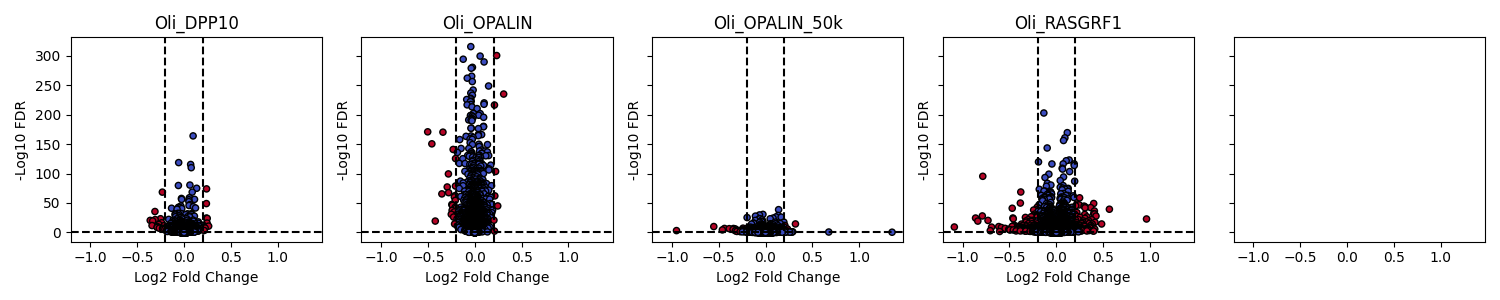 Oli_DPP10 Oli_OPALIN Oli_OPALIN_50k Oli_RASGRF1
300
250
200
150
100
50
0
-Log10 FDR -Log10 FDR -Log10 FDR -Log10 FDR
−1.0 −0.5 0.0 0.5 1.0 −1.0 −0.5 0.0 0.5 1.0 −1.0 −0.5 0.0 0.5 1.0 −1.0 −0.5 0.0 0.5 1.0 −1.0 −0.5 0.0 0.5 1.0
Log2 Fold Change Log2 Fold Change Log2 Fold Change Log2 Fold Change